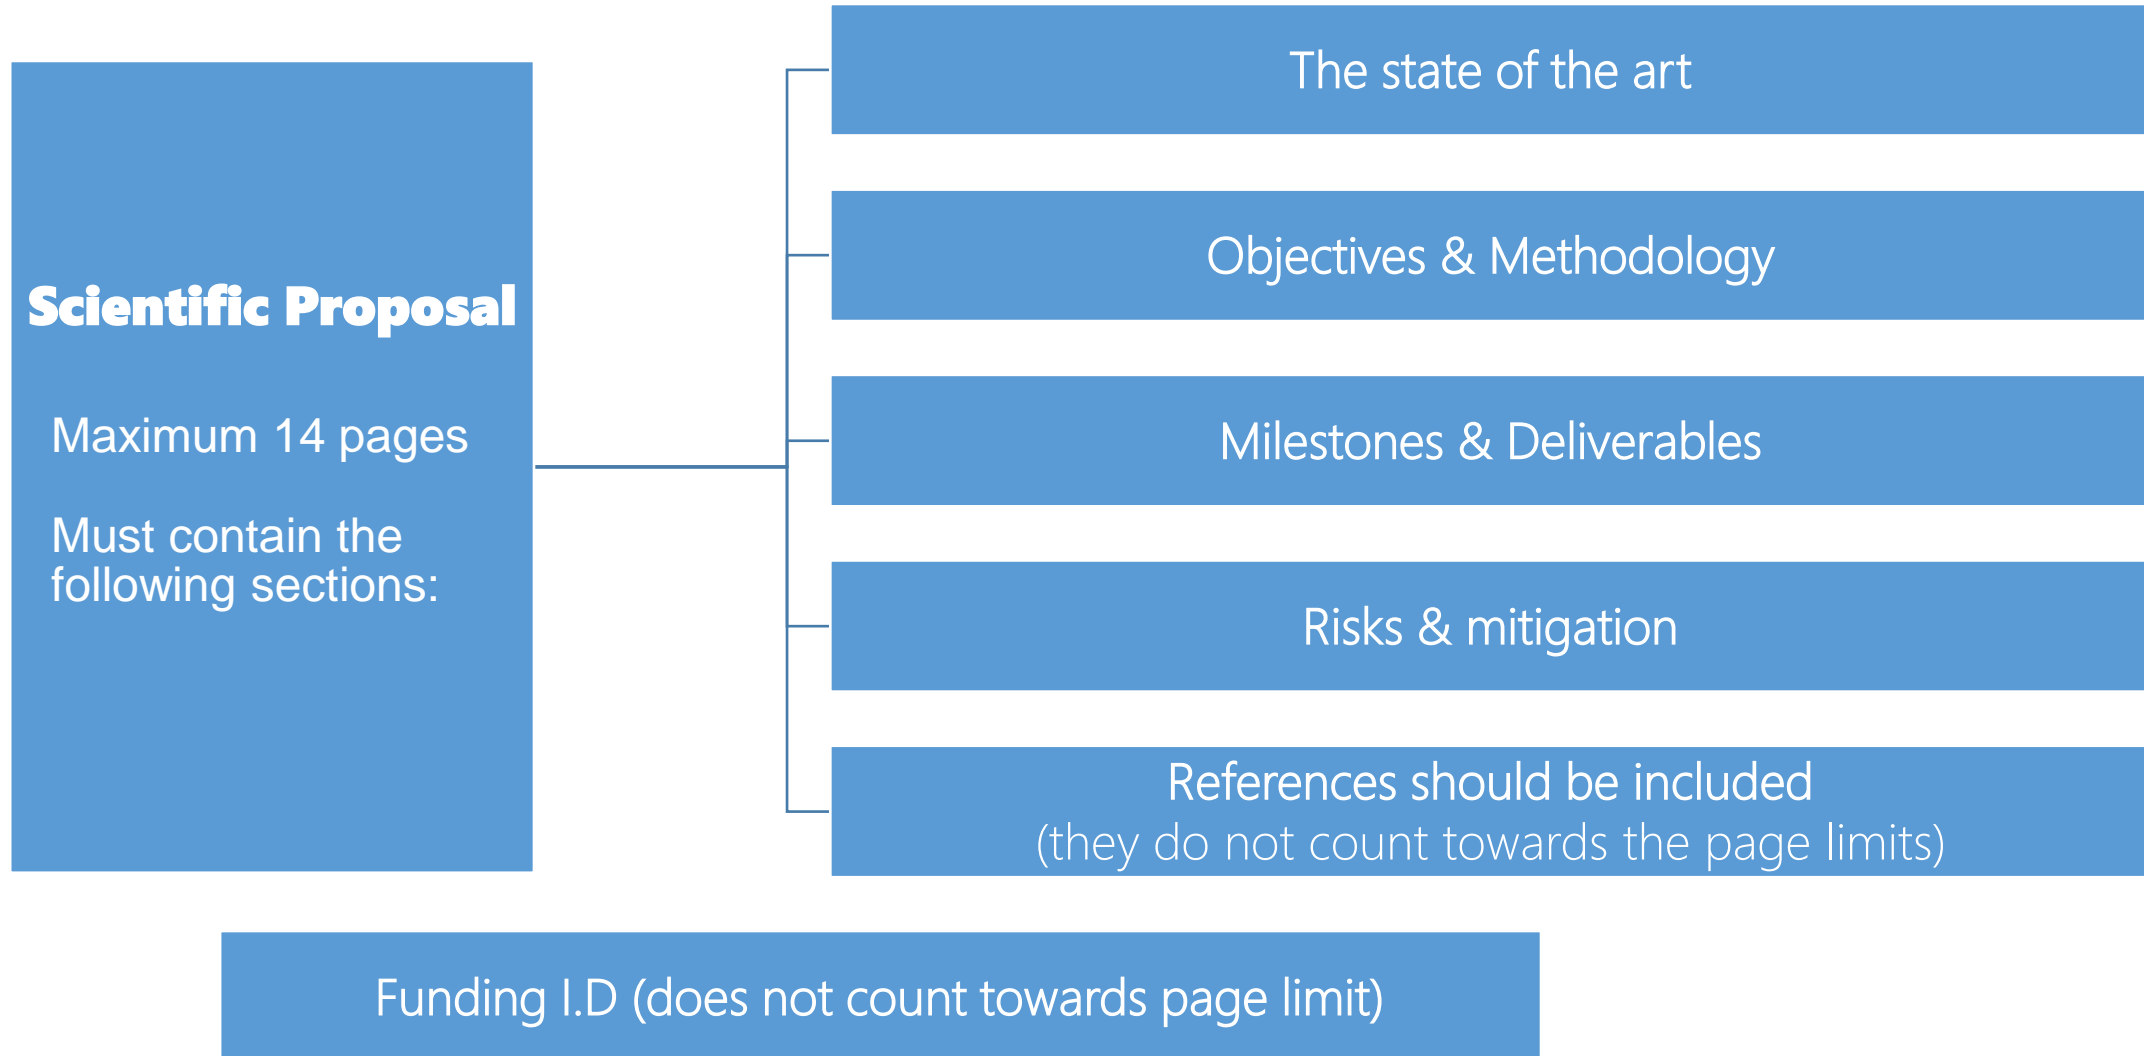 Scientific Proposal
Maximum 14 pages
Must contain the
following sections:
The state of the art
Objectives & Methodology
Milestones & Deliverables
Risks & mitigation
References should be included
(they do not count towards the page limits)
Funding I.D (does not count towards page limit)